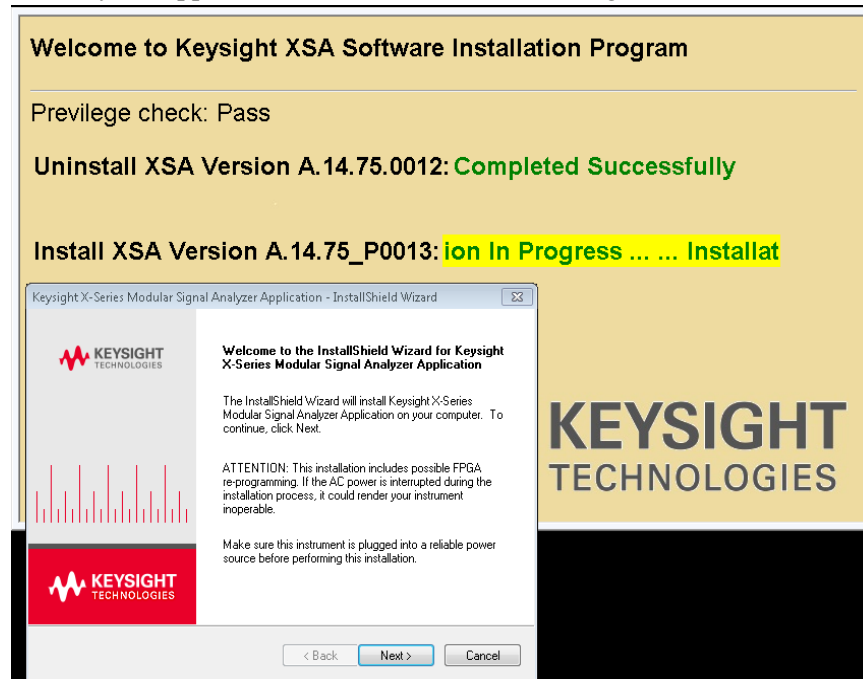 Welcome to Keysight XSA Software Installation Program
Previlege check: Pass
Uninstall XSA Version A.14.75.0012: Completed Successfully
Install XSA Version A.14.75_P0013: ion In Progress ... ... Installat
Keysight X-Series Modular Signal Analyzer Application - InstallShield Wizard
KEYSIGHT
TECHNOLOGIES
Welcome to the InstallShield Wizard for Keysight
X-Series Modular Signal Analyzer Application
The InstallShield Wizard will install Keysight X-Series
Modular Signal Analyzer Application on your computer. To
continue, click Next.
ATTENTION: This installation includes possible FPGA
re-programming. If the AC power is interrupted during the
installation process, it could render your instrument
inoperable.
Make sure this instrument is plugged into a reliable power
source before performing this installation.
KEYSIGHT
TECHNOLOGIES
KEYSIGHT
TECHNOLOGIES
< Back Next > Cancel